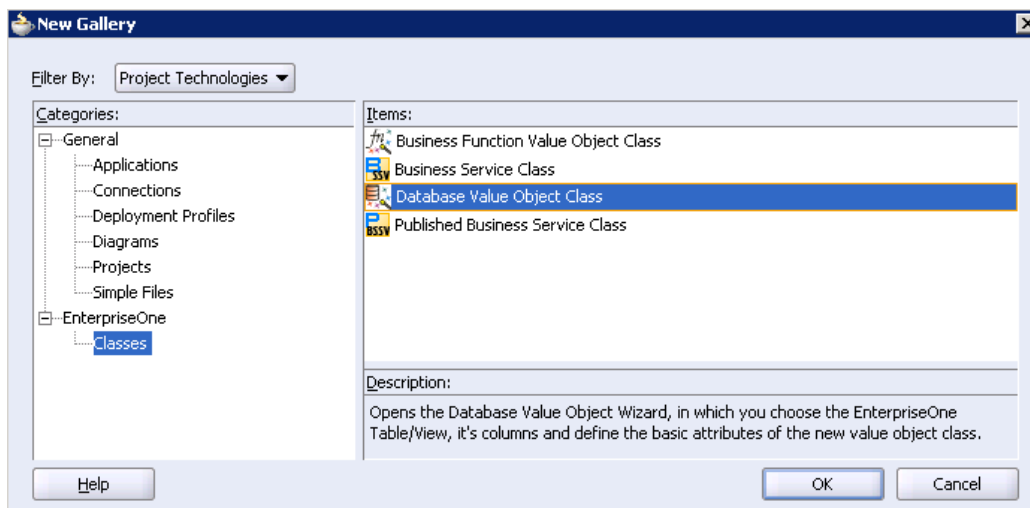 New Gallery
Filter By: Project Technologies
Categories:
General
Applications
Connections
Deployment Profiles
Diagrams
Projects
Simple Files
EnterpriseOne
Classes
Items:
fn Business Function Value Object Class
B SSV Business Service Class
Database Value Object Class
P BSSV Published Business Service Class
Description:
Opens the Database Value Object Wizard, in which you choose the EnterpriseOne
Table/View, it's columns and define the basic attributes of the new value object class.
Help OK Cancel